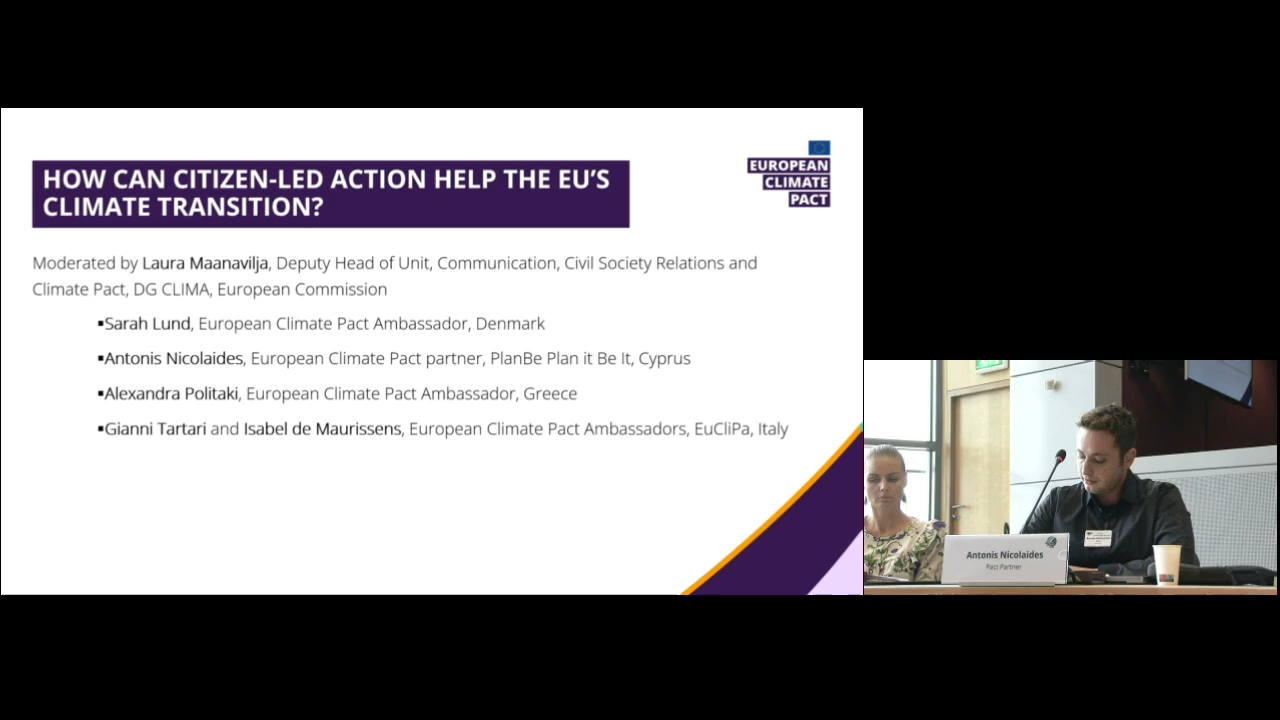 HOW CAN CITIZEN-LED ACTION HELP THE EU'S
CLIMATE TRANSITION?
EUROPEAN
CLIMATE
PACT
Moderated by Laura Maanavilja, Deputy Head of Unit, Communication, Civil Society Relations and
Climate Pact, DG CLIMA, European Commission
▪Sarah Lund, European Climate Pact Ambassador, Denmark
▪Antonis Nicolaides, European Climate Pact partner, PlanBe Plan it Be It, Cyprus
▪Alexandra Politaki, European Climate Pact Ambassador, Greece
▪Gianni Tartari and Isabel de Maurissens, European Climate Pact Ambassadors, EuCliPa, Italy
Antonis Nicolaides
Pact Partner